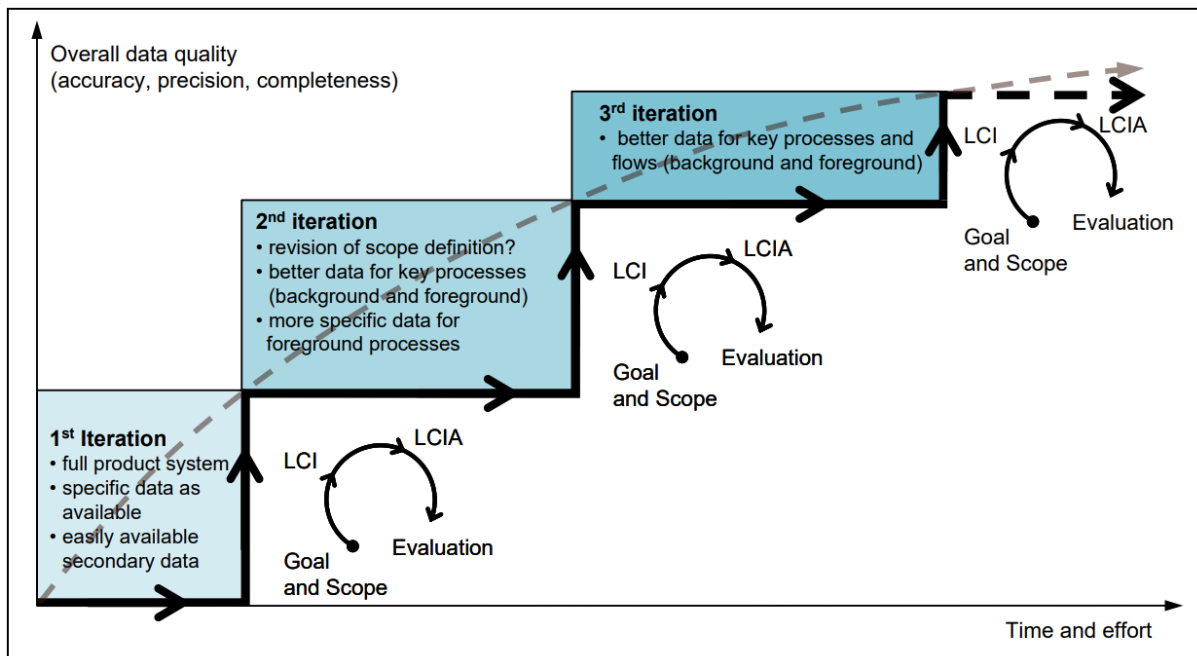 Overall data quality
(accuracy, precision, completeness)
3rd iteration
• better data for key processes and
flows (background and foreground)
LCI
LCIA
Goal
and Scope
Evaluation
2nd iteration
• revision of scope definition?
• better data for key processes
(background and foreground)
• more specific data for
foreground processes
LCI
LCIA
Goal
and Scope
Evaluation
1st Iteration
• full product system
• specific data as
available
• easily available
secondary data
LCI
LCIA
Goal
and Scope
Evaluation
Time and effort